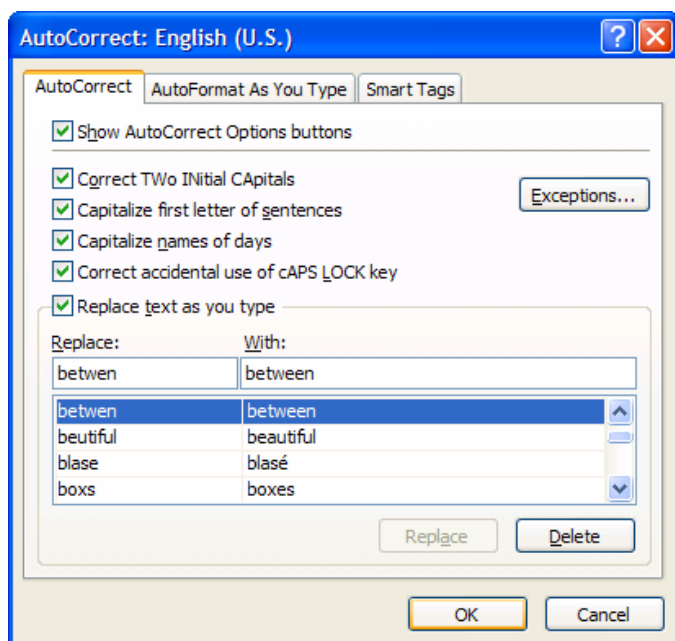 AutoCorrect: English (U.S.)
AutoCorrect AutoFormat As You Type Smart Tags
Show AutoCorrect Options buttons
Correct TWo INitial CApitals
Exceptions...
Capitalize first letter of sentences
Capitalize names of days
Correct accidental use of cAPS LOCK key
Replace text as you type
Replace: With:
betwen between
betwen between
beutiful beautiful
blase blasé
boxs boxes
Replace Delete
OK Cancel